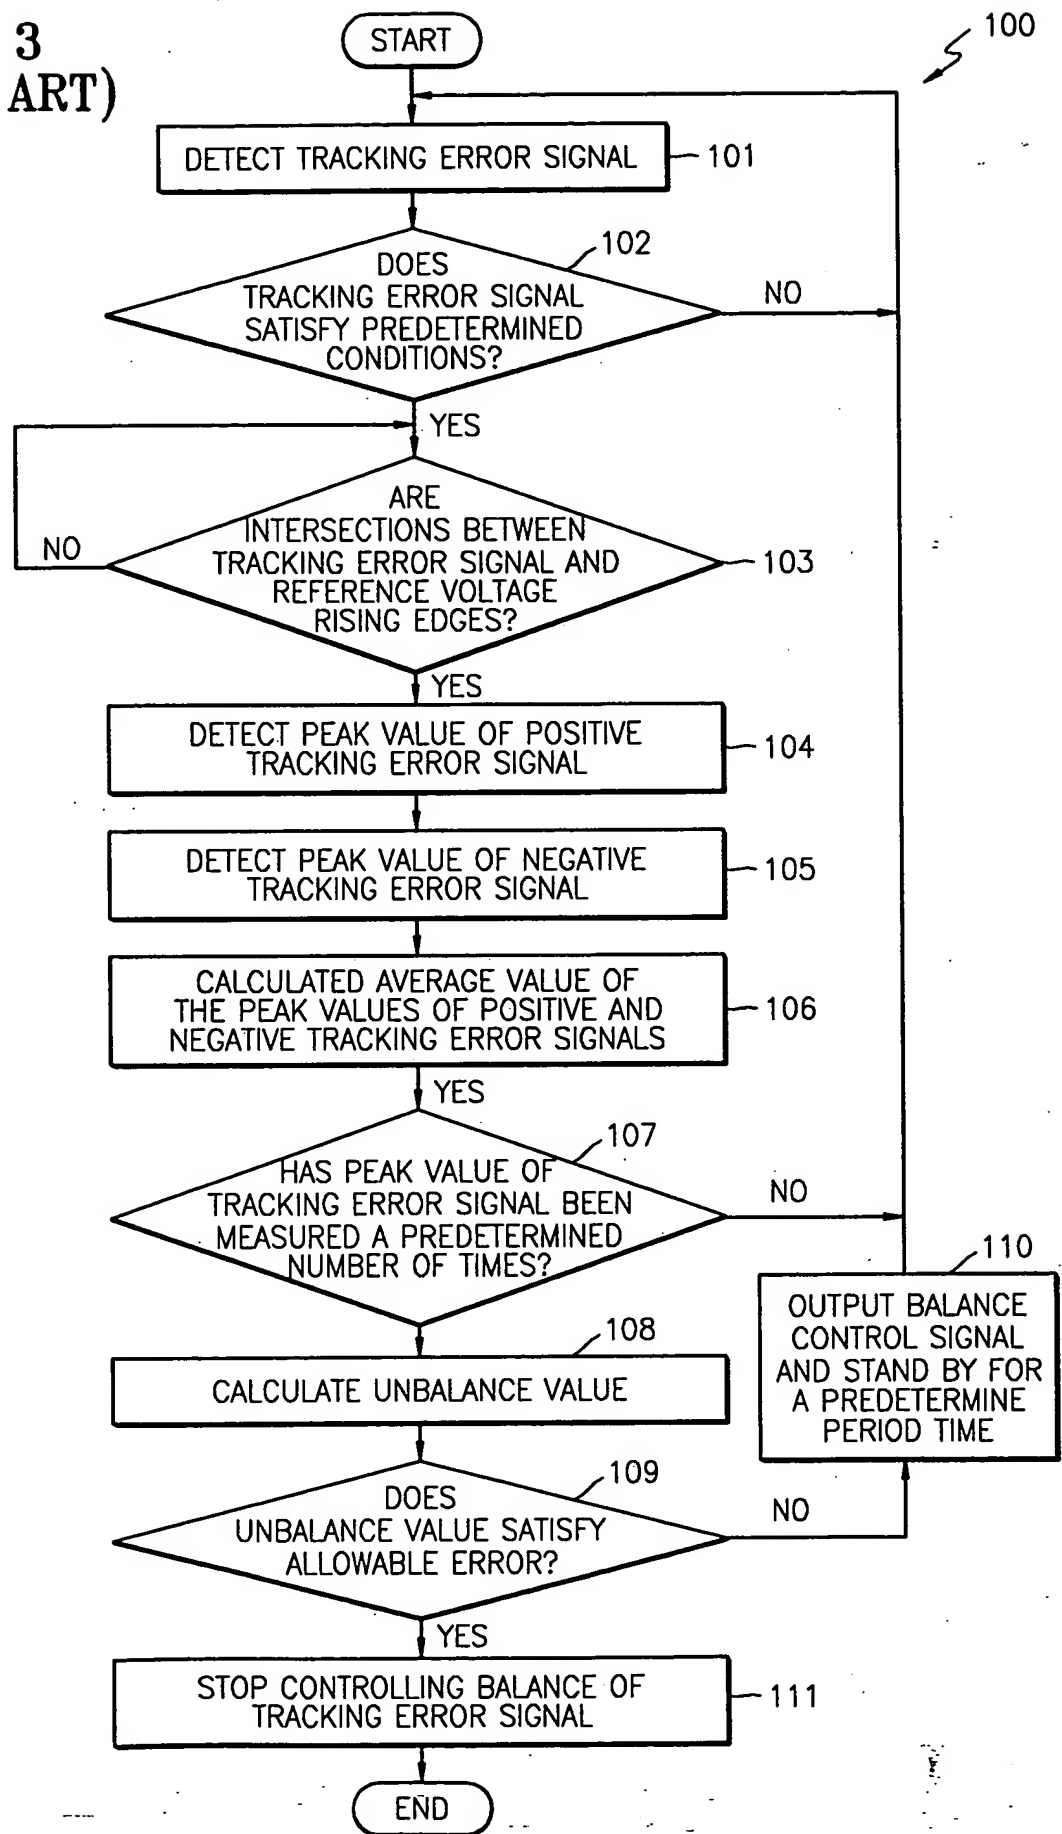 3
ART)
START
100
DETECT TRACKING ERROR SIGNAL
101
102
DOES
TRACKING ERROR SIGNAL
SATISFY PREDETERMINED
CONDITIONS?
NO
YES
ARE
INTERSECTIONS BETWEEN
TRACKING ERROR SIGNAL AND
REFERENCE VOLTAGE
RISING EDGES?
NO
103
YES
DETECT PEAK VALUE OF POSITIVE
TRACKING ERROR SIGNAL
104
DETECT PEAK VALUE OF NEGATIVE
TRACKING ERROR SIGNAL
105
CALCULATED AVERAGE VALUE OF
THE PEAK VALUES OF POSITIVE AND
NEGATIVE TRACKING ERROR SIGNALS
106
YES
107
HAS PEAK VALUE OF
TRACKING ERROR SIGNAL BEEN
MEASURED A PREDETERMINED
NUMBER OF TIMES?
NO
110
OUTPUT BALANCE
CONTROL SIGNAL
AND STAND BY FOR
A PREDETERMINE
PERIOD TIME
108
CALCULATE UNBALANCE VALUE
109
DOES
UNBALANCE VALUE SATISFY
ALLOWABLE ERROR?
NO
YES
STOP CONTROLLING BALANCE OF
TRACKING ERROR SIGNAL
111
END